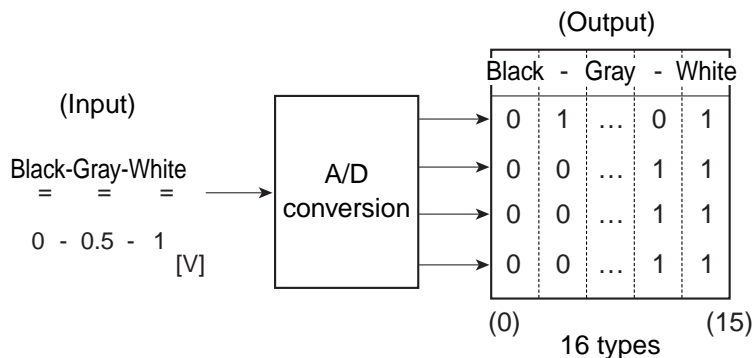 (Output)
Black - Gray - White
(Input)
Black-Gray-White
= = =
0 - 0.5 - 1
[V]
A/D
conversion
0 1 ... 0 1
0 0 ... 1 1
0 0 ... 1 1
0 0 ... 1 1
(0) (15)
16 types